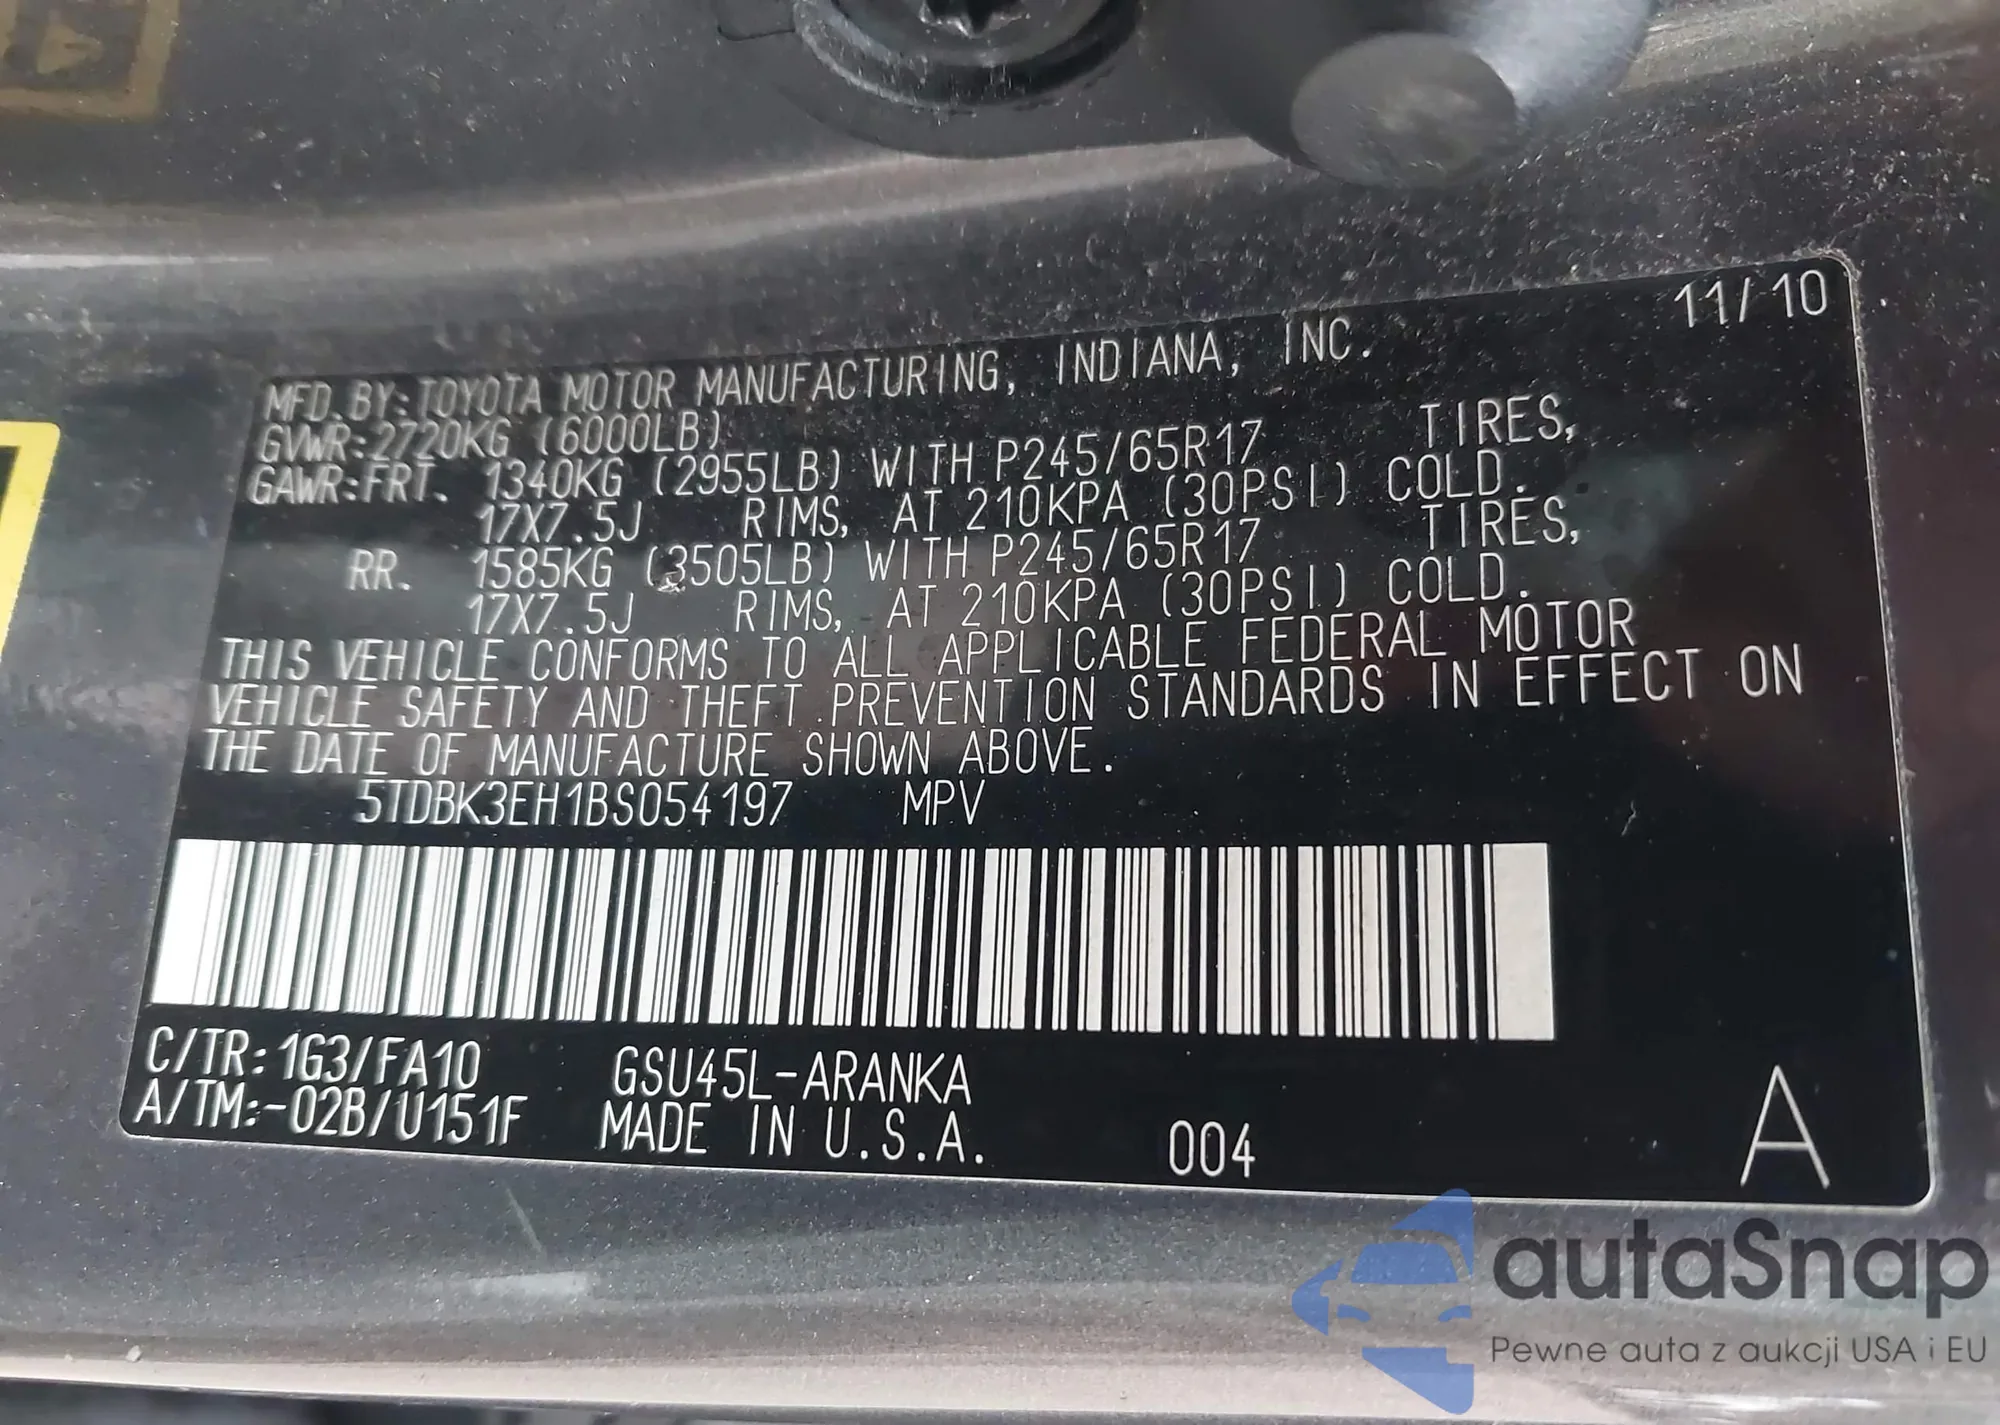 11/10
MFD. BY: TOYOTA MOTOR MANUFACTURING, INDIANA, INC.
GVWR: 2720KG (6000LB)
GAWR: FRT. 1340KG (2955LB) WITH P245/65R17 TIRES,
17X7.5J RIMS, AT 210KPA (30PSI) COLD.
RR. 1585KG (3505LB) WITH P245/65R17 TIRES,
17X7.5J RIMS, AT 210KPA (30PSI) COLD.
THIS VEHICLE CONFORMS TO ALL APPLICABLE FEDERAL MOTOR
VEHICLE SAFETY AND THEFT PREVENTION STANDARDS IN EFFECT ON
THE DATE OF MANUFACTURE SHOWN ABOVE.
5TDBK3EH1BS054197 MPV
C/TR: 1G3/FA10 GSU45L-ARANKA
A/TM: -02B/U151F MADE IN U.S.A. 004 A
autaSnap
Pewne auta z aukcji USA i EU